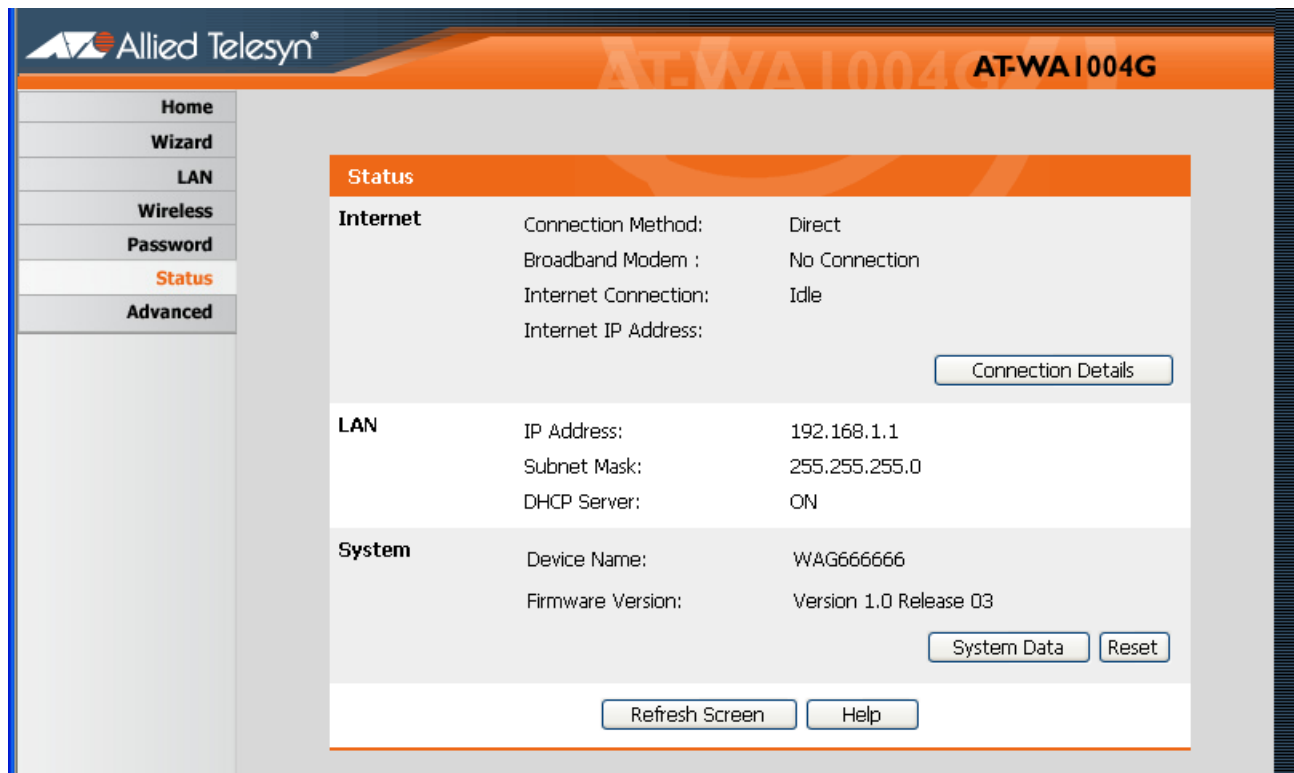 Allied Telesyn®
AT-WA1004G
AT-WA1004G
Home
Wizard
LAN
Wireless
Password
Status
Advanced
Status
Internet
Connection Method: Direct
Broadband Modem : No Connection
Internet Connection: Idle
Internet IP Address:
Connection Details
LAN
IP Address: 192.168.1.1
Subnet Mask: 255.255.255.0
DHCP Server: ON
System
Device Name: WAG666666
Firmware Version: Version 1.0 Release 03
System Data Reset
Refresh Screen Help